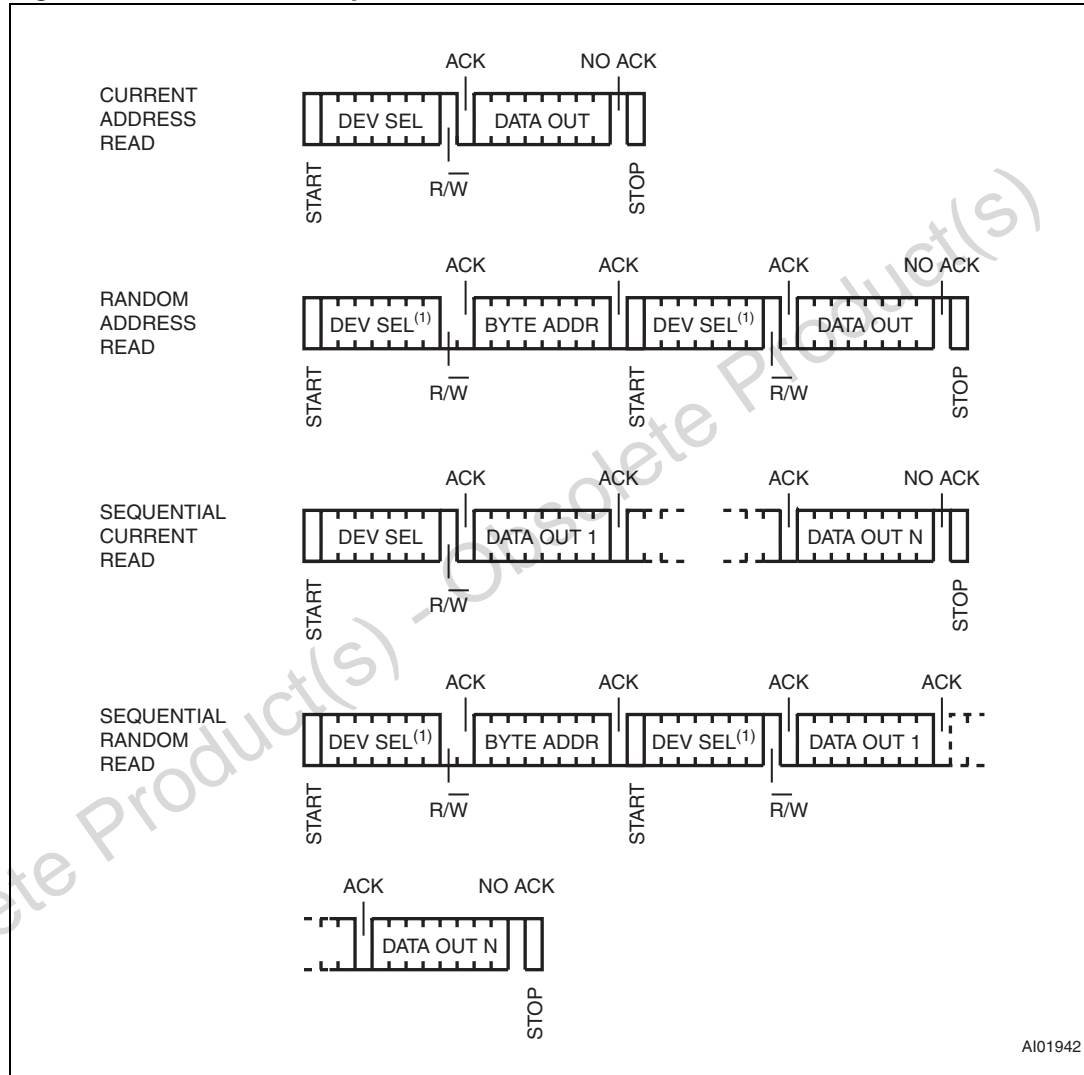 ACK NO ACK
CURRENT
ADDRESS
READ
DEV SEL DATA OUT
START R/W̅ STOP
ACK ACK ACK NO ACK
RANDOM
ADDRESS
READ
DEV SEL(1) BYTE ADDR DEV SEL(1) DATA OUT
START R/W̅ START R̅/W STOP
ACK ACK ACK NO ACK
SEQUENTIAL
CURRENT
READ
DEV SEL DATA OUT 1 DATA OUT N
START R/W̅ STOP
ACK ACK ACK ACK
SEQUENTIAL
RANDOM
READ
DEV SEL(1) BYTE ADDR DEV SEL(1) DATA OUT 1
START R/W̅ START R̅/W
ACK NO ACK
DATA OUT N
STOP
AI01942
ete Product(s) - Obsolete Product(s)